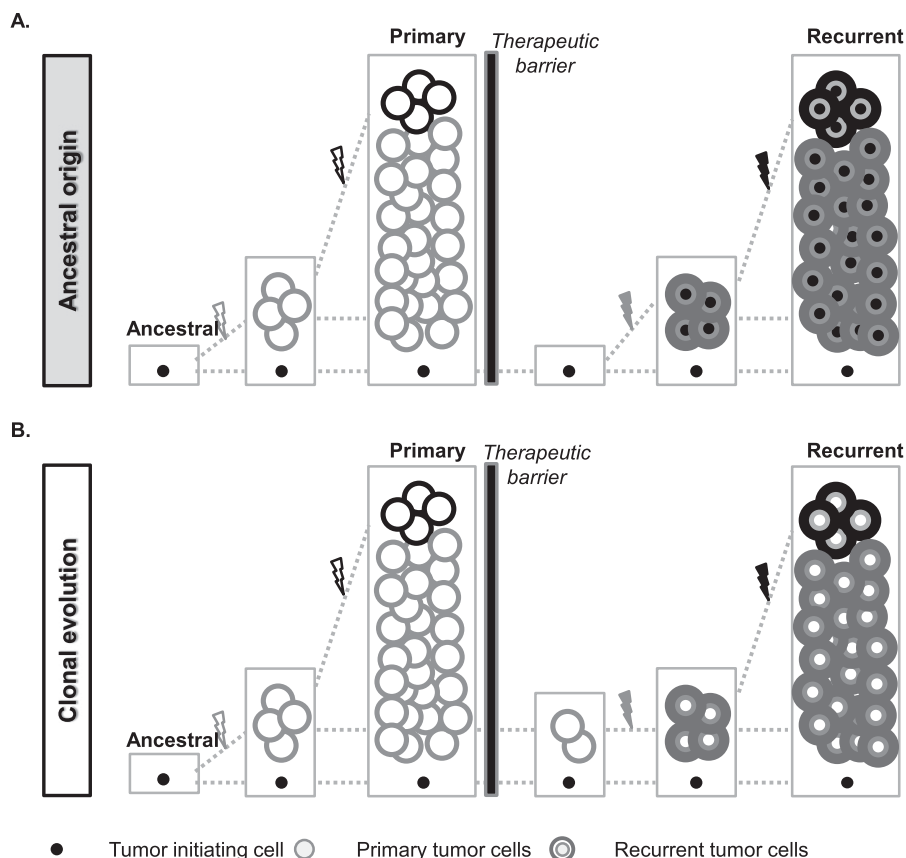 A.
Primary
Therapeutic
barrier
Recurrent
Ancestral origin
Ancestral
B.
Primary
Therapeutic
barrier
Recurrent
Clonal evolution
Ancestral
Tumor initiating cell
Primary tumor cells
Recurrent tumor cells